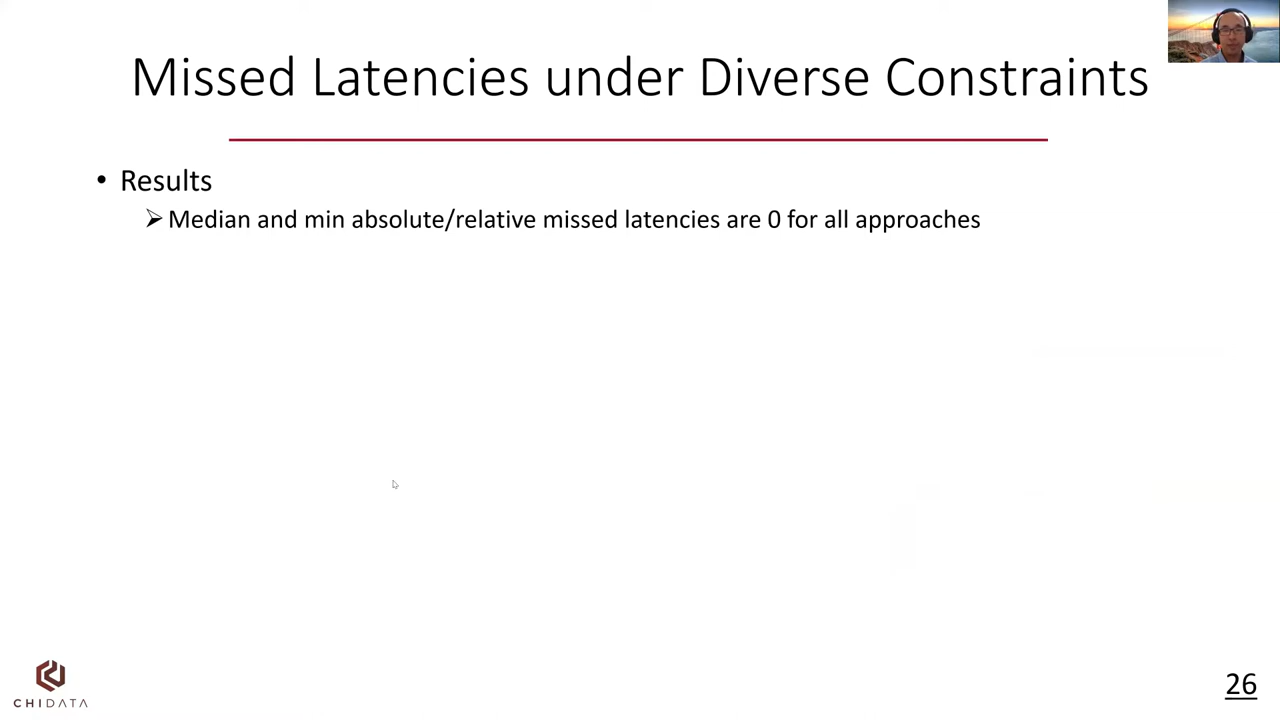 Missed Latencies under Diverse Constraints
• Results
➢ Median and min absolute/relative missed latencies are 0 for all approaches
CHIDATA
26